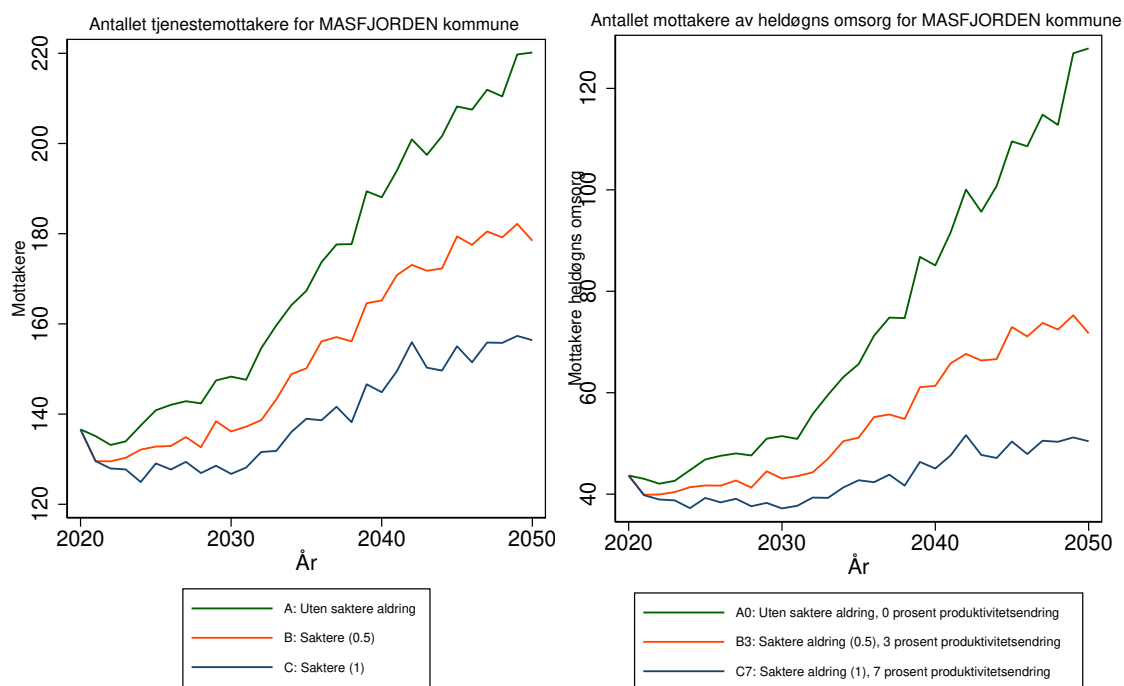 Antallet tjenestemottakere for MASFJORDEN kommune
220
200
180
160
140
120
Mottakere
2020 2030 2040 2050
År
A: Uten saktere aldring
B: Saktere (0.5)
C: Saktere (1)
Antallet mottakere av heldøgns omsorg for MASFJORDEN kommune
120
100
80
60
40
Mottakere heldøgns omsorg
2020 2030 2040 2050
År
A0: Uten saktere aldring, 0 prosent produktivitetsendring
B3: Saktere aldring (0.5), 3 prosent produktivitetsendring
C7: Saktere aldring (1), 7 prosent produktivitetsendring